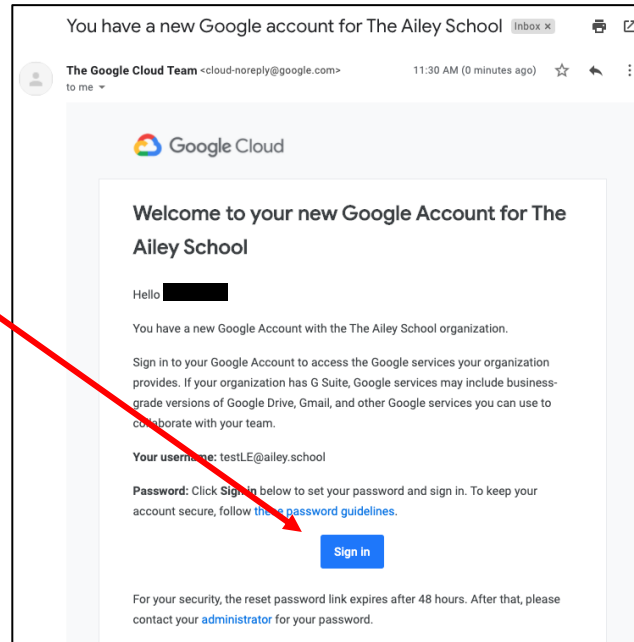 You have a new Google account for The Ailey School Inbox ×
The Google Cloud Team <cloud-noreply@google.com> 11:30 AM (0 minutes ago)
to me
Google Cloud
Welcome to your new Google Account for The
Ailey School
Hello
You have a new Google Account with the The Ailey School organization.
Sign in to your Google Account to access the Google services your organization
provides. If your organization has G Suite, Google services may include business-
grade versions of Google Drive, Gmail, and other Google services you can use to
collaborate with your team.
Your username: testLE@ailey.school
Password: Click Sign in below to set your password and sign in. To keep your
account secure, follow these password guidelines.
Sign in
For your security, the reset password link expires after 48 hours. After that, please
contact your administrator for your password.